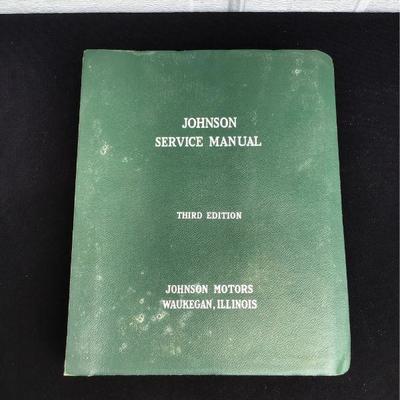 JOHNSON
SERVICE MANUAL
THIRD EDITION
JOHNSON MOTORS
WAUKEGAN, ILLINOIS